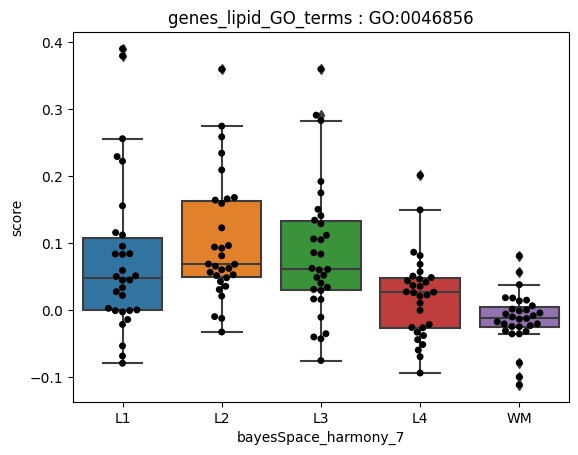 genes_lipid_GO_terms : GO:0046856
0.4
0.3
0.2
0.1
0.0
−0.1
score
L1 L2 L3 L4 WM
bayesSpace_harmony_7